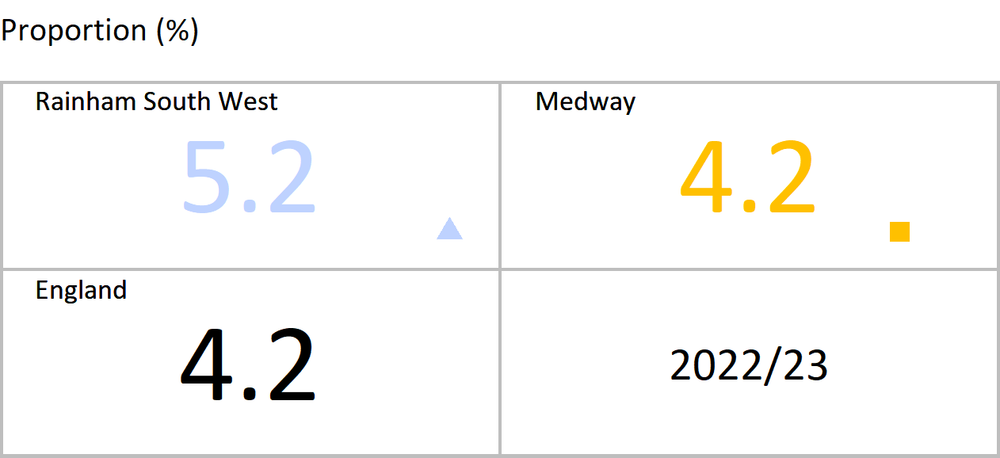 Proportion (%)
Rainham South West
5.2
Medway
4.2
England
4.2
2022/23